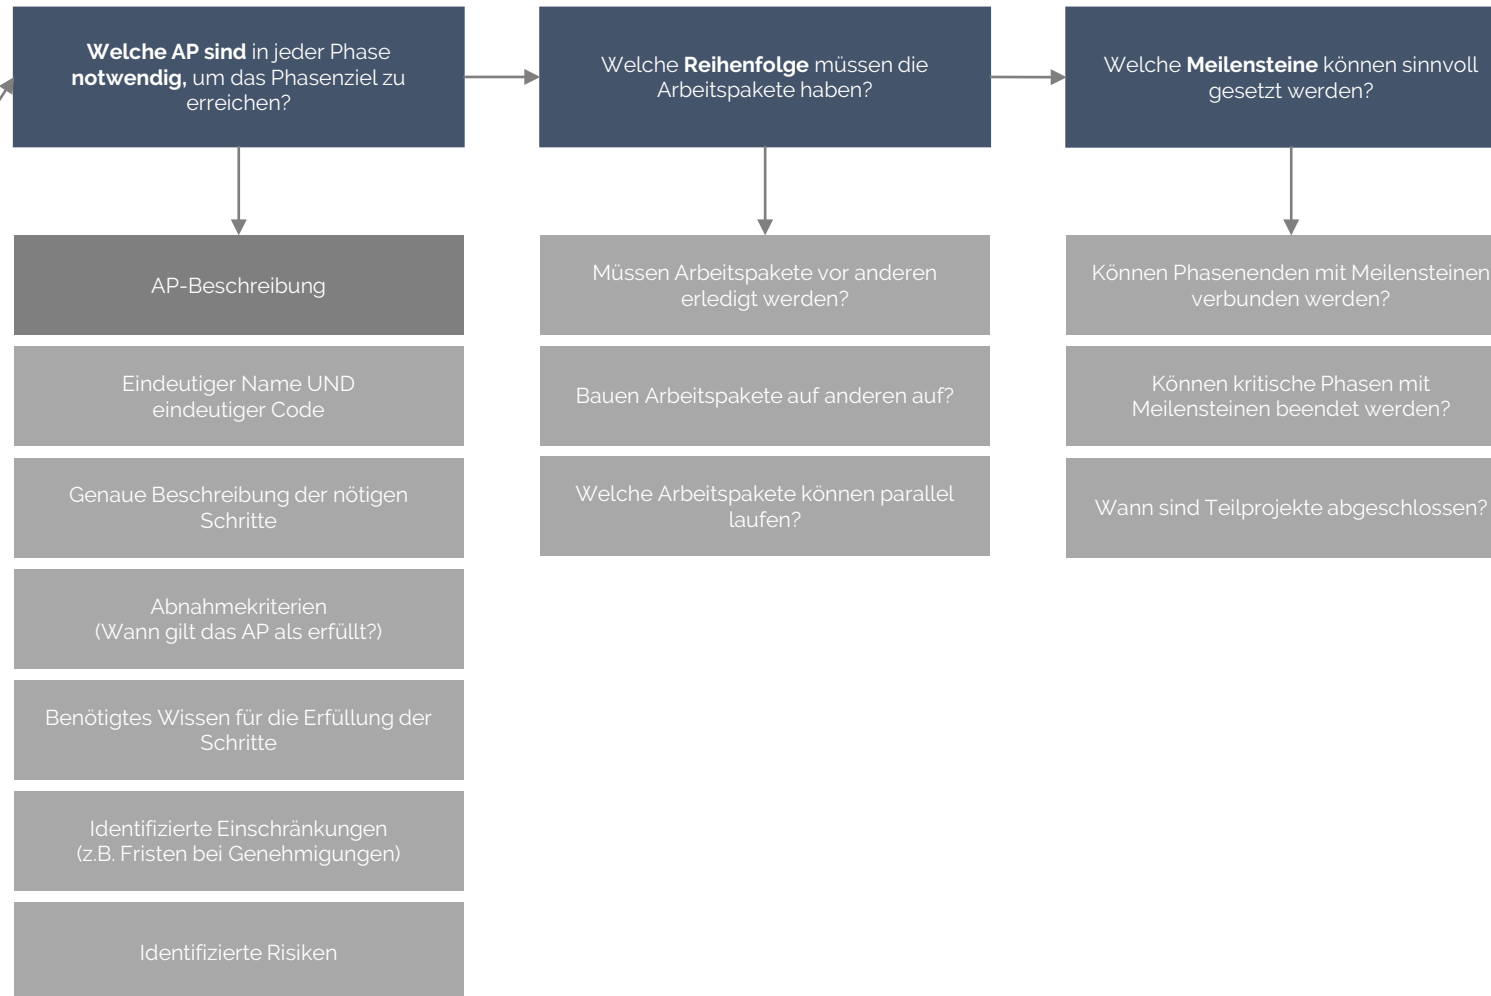 Welche AP sind in jeder Phase
notwendig, um das Phasenziel zu
erreichen?
Welche Reihenfolge müssen die
Arbeitspakete haben?
Welche Meilensteine können sinnvoll
gesetzt werden?
AP-Beschreibung
Eindeutiger Name UND
eindeutiger Code
Genaue Beschreibung der nötigen
Schritte
Abnahmekriterien
(Wann gilt das AP als erfüllt?)
Benötigtes Wissen für die Erfüllung der
Schritte
Identifizierte Einschränkungen
(z.B. Fristen bei Genehmigungen)
Identifizierte Risiken
Müssen Arbeitspakete vor anderen
erledigt werden?
Bauen Arbeitspakete auf anderen auf?
Welche Arbeitspakete können parallel
laufen?
Können Phasenenden mit Meilensteinen
verbunden werden?
Können kritische Phasen mit
Meilensteinen beendet werden?
Wann sind Teilprojekte abgeschlossen?